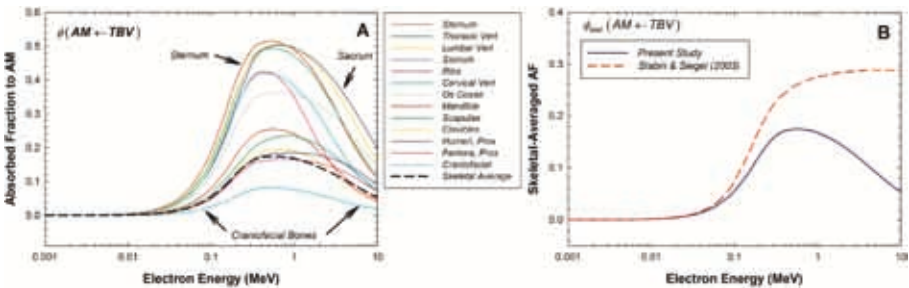 A
ϕ(AM←TBV)
Sternum
Sacrum
Craniofacial Bones
Absorbed Fraction to AM
0.6
0.5
0.4
0.3
0.2
0.1
0.0
0.001
0.01
0.1
1
10
Electron Energy (MeV)
Sternum
Thoracic Vert
Lumbar Vert
Sacrum
Ribs
Cervical Vert
Os Coxae
Mandible
Scapulae
Clavicles
Humeri, Prox
Femora, Prox
Craniofacial
Skeletal Average
B
(AM←TBV)
Present Study
Stabin & Siegel (2003)
Skeletal-Averaged AF
0.4
0.3
0.2
0.1
0.0
0.001
0.01
0.1
1
10
Electron Energy (MeV)